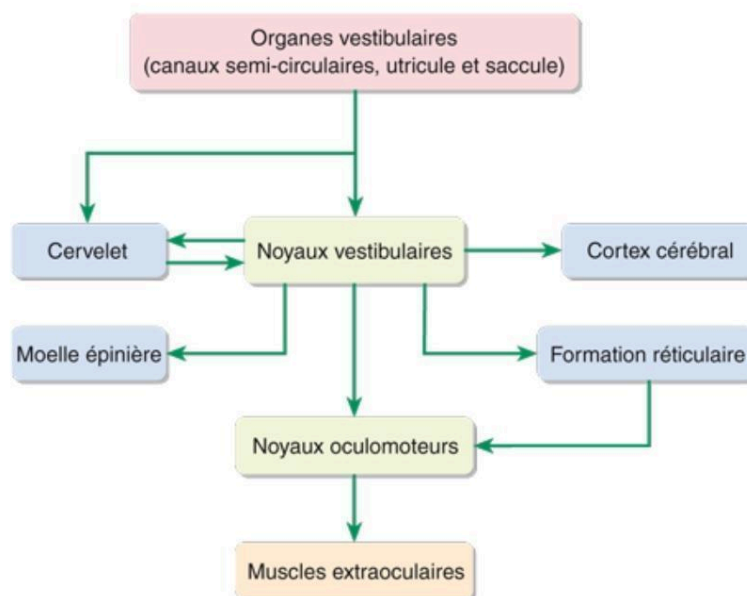 Organes vestibulaires
(canaux semi-circulaires, utricule et saccule)
Cervelet
Noyaux vestibulaires
Cortex cérébral
Moelle épinière
Formation réticulaire
Noyaux oculomoteurs
Muscles extraoculaires